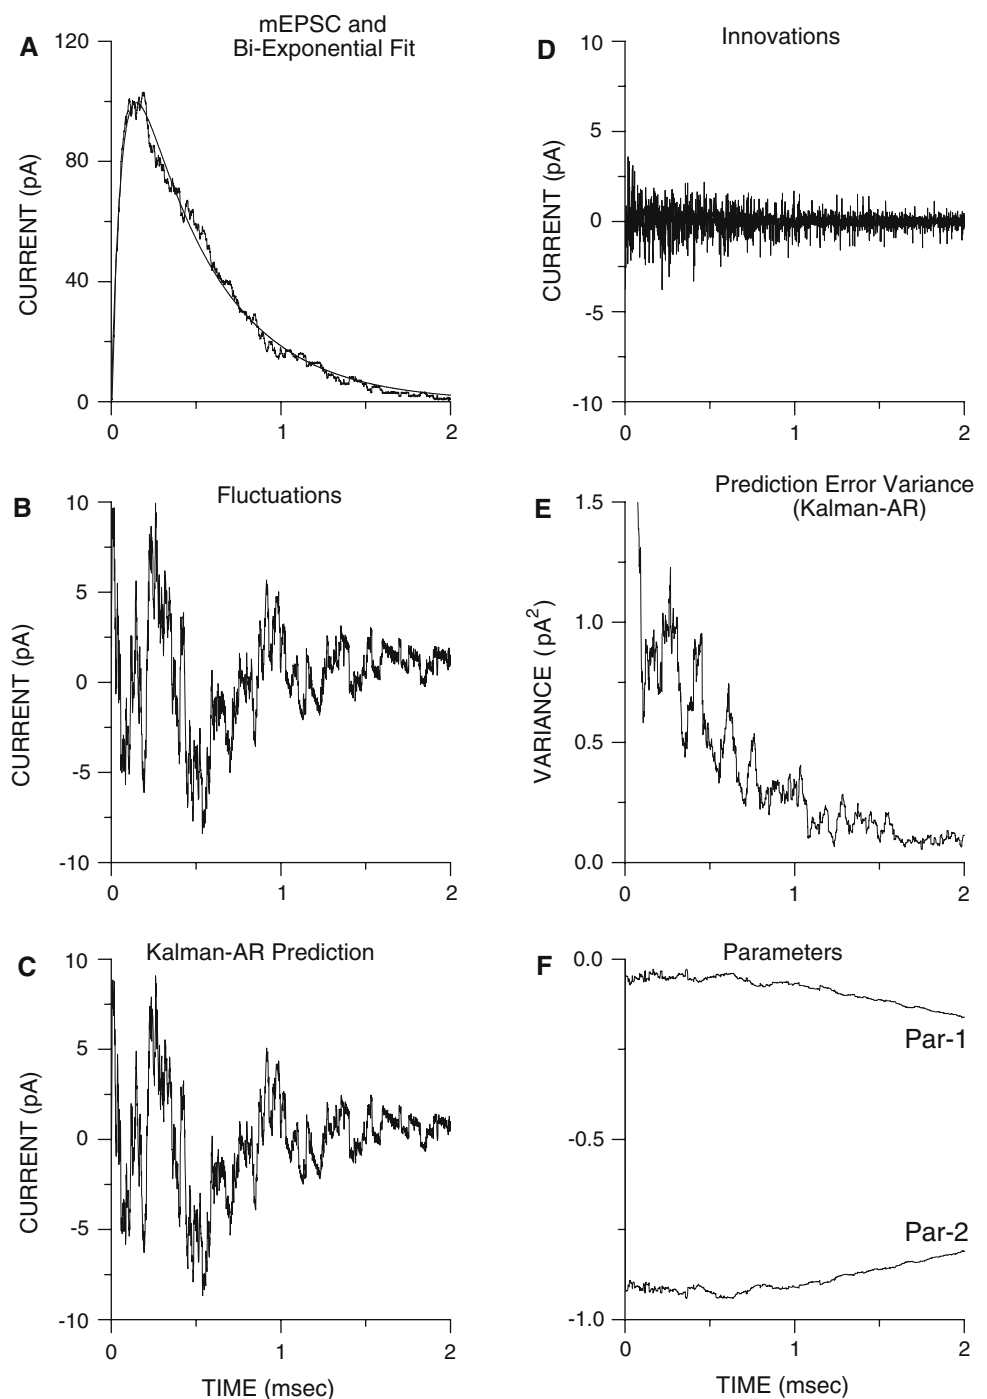 A
mEPSC and
Bi-Exponential Fit
120
80
40
0
CURRENT (pA)
0 1 2
B
Fluctuations
10
5
0
-5
-10
CURRENT (pA)
0 1 2
C
Kalman-AR Prediction
10
5
0
-5
-10
CURRENT (pA)
0 1 2
TIME (msec)
D
Innovations
10
5
0
-5
-10
CURRENT (pA)
0 1 2
E
Prediction Error Variance
(Kalman-AR)
1.5
1.0
0.5
0.0
VARIANCE (pA²)
0 1 2
F
Parameters
0.0
-0.5
-1.0
Par-1
Par-2
0 1 2
TIME (msec)